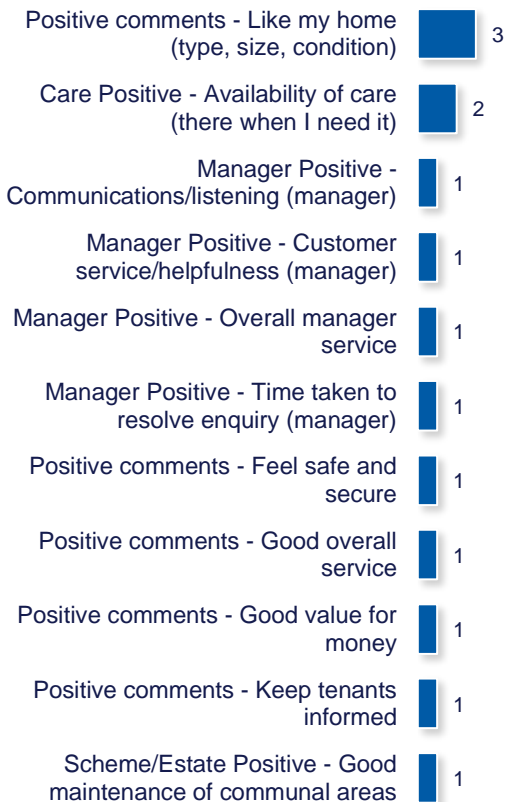 Positive comments - Like my home
(type, size, condition)
3
Care Positive - Availability of care
(there when I need it)
2
Manager Positive -
Communications/listening (manager)
1
Manager Positive - Customer
service/helpfulness (manager)
1
Manager Positive - Overall manager
service
1
Manager Positive - Time taken to
resolve enquiry (manager)
1
Positive comments - Feel safe and
secure
1
Positive comments - Good overall
service
1
Positive comments - Good value for
money
1
Positive comments - Keep tenants
informed
1
Scheme/Estate Positive - Good
maintenance of communal areas
1